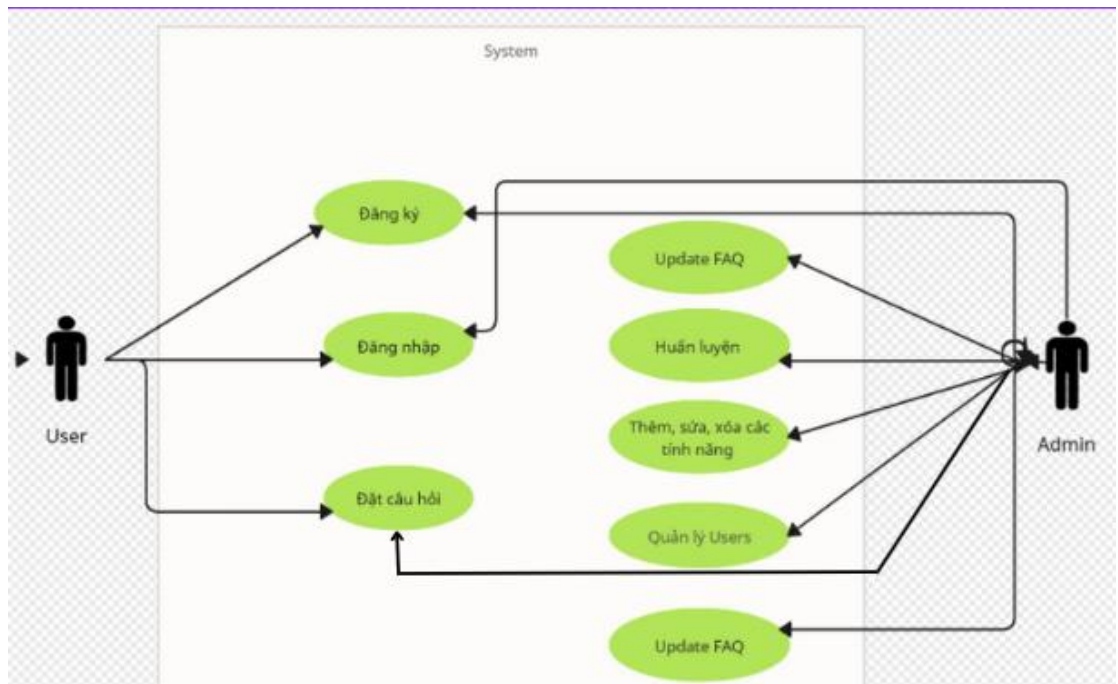 System
Đăng ký
Update FAQ
Đăng nhập
Huấn luyện
User
Thêm, sửa, xóa các
tính năng
Admin
Đặt câu hỏi
Quản lý Users
Update FAQ